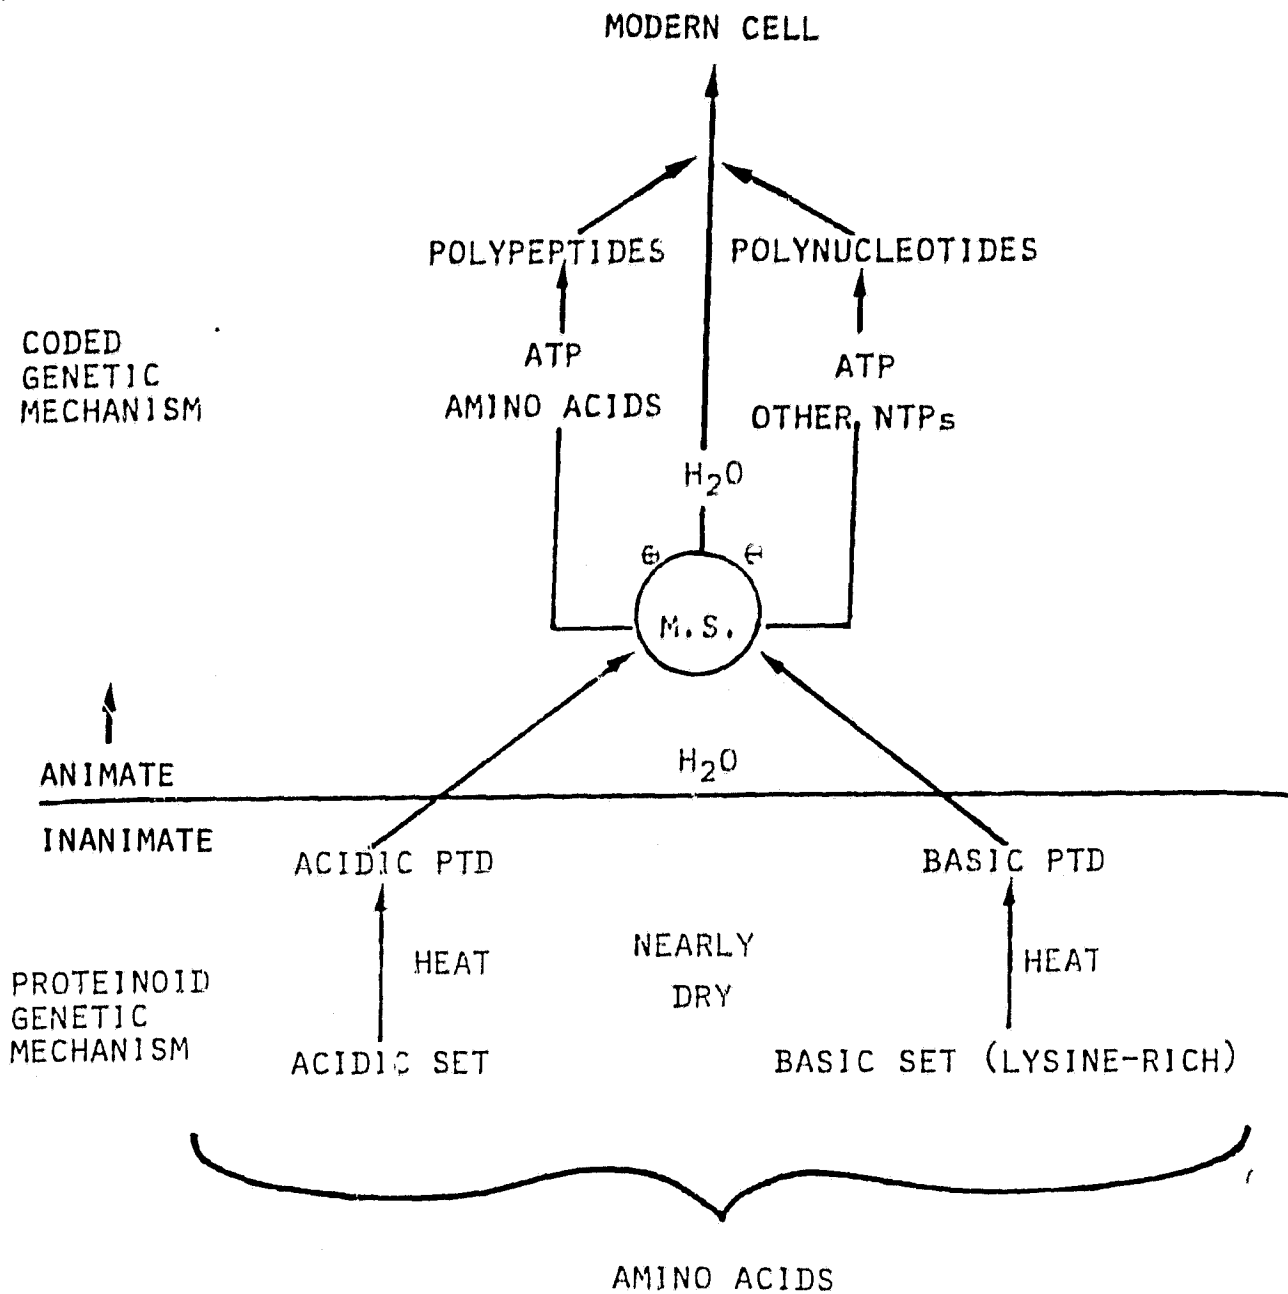 MODERN CELL
POLYPEPTIDES
POLYNUCLEOTIDES
CODED
GENETIC
MECHANISM
ATP
AMINO ACIDS
ATP
OTHER NTPs
H₂O
⊕
⊖
M.S.
H₂O
ANIMATE
INANIMATE
ACIDIC PTD
BASIC PTD
HEAT
NEARLY
DRY
HEAT
PROTEINOID
GENETIC
MECHANISM
ACIDIC SET
BASIC SET (LYSINE-RICH)
AMINO ACIDS